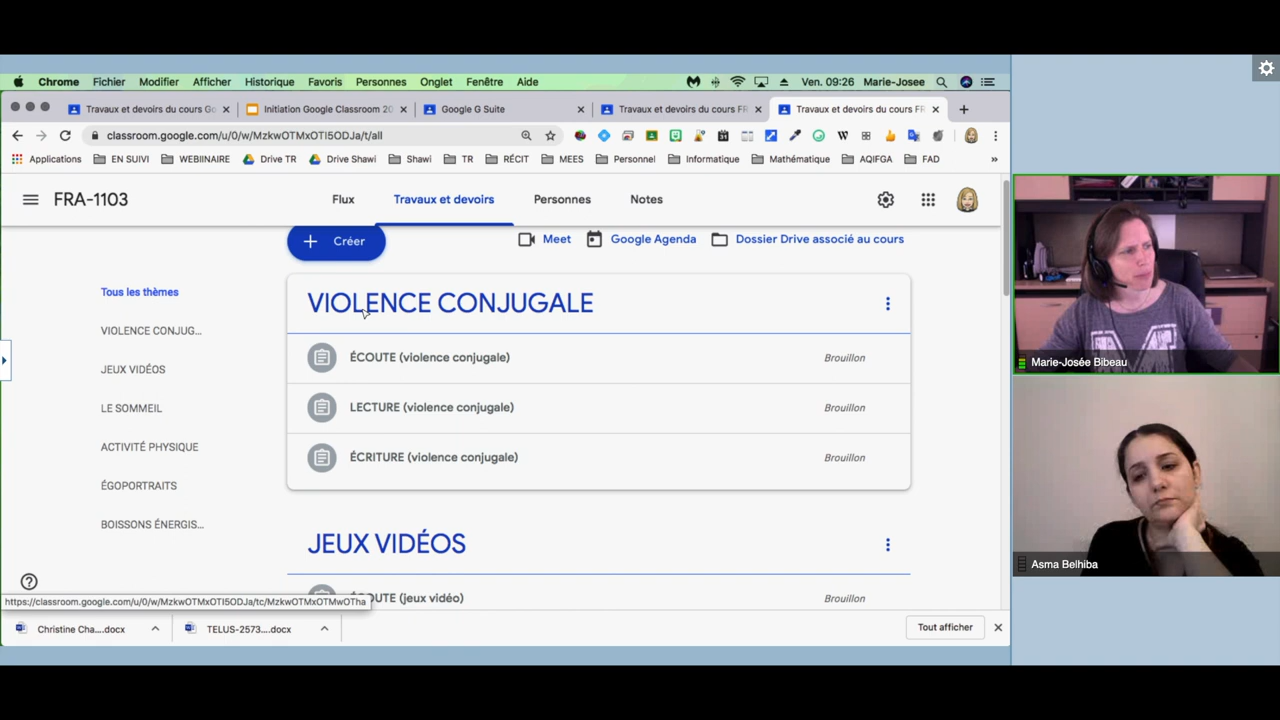 Chrome Fichier Modifier Afficher Historique Favoris Personnes Onglet Fenêtre Aide Ven. 09:26 Marie-Josee
Travaux et devoirs du cours Go Initiation Google Classroom 20 Google G Suite Travaux et devoirs du cours FR Travaux et devoirs du cours FR
classroom.google.com/u/0/w/MzkwOTMxOTI5ODJa/t/all
Applications EN SUIVI WEBIINAIRE Drive TR Drive Shawi Shawi TR RÉCIT MEES Personnel Informatique Mathématique AQIFGA FAD »
FRA-1103 Flux Travaux et devoirs Personnes Notes
+ Créer Meet Google Agenda Dossier Drive associé au cours
Tous les thèmes
VIOLENCE CONJUG...
JEUX VIDÉOS
LE SOMMEIL
ACTIVITÉ PHYSIQUE
ÉGOPORTRAITS
BOISSONS ÉNERGIS...
VIOLENCE CONJUGALE
ÉCOUTE (violence conjugale) Brouillon
LECTURE (violence conjugale) Brouillon
ÉCRITURE (violence conjugale) Brouillon
JEUX VIDÉOS
OUTE (jeux vidéo) Brouillon
https://classroom.google.com/u/0/w/MzkwOTMxOTI5ODJa/tc/MzkwOTMxOTMwOTha
Christine Cha....docx TELUS-2573....docx Tout afficher
Marie-Josée Bibeau
Asma Belhiba